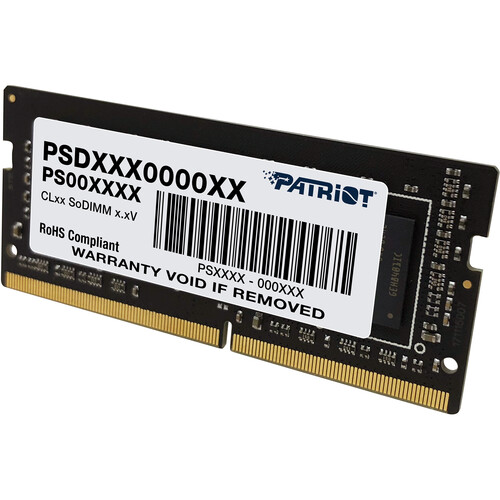 PSDXXX0000XX
PS00XXXX
CLxx SoDIMM x.xV
RoHS Compliant
PATRIOT
PSXXXX - 000XXX
WARRANTY VOID IF REMOVED